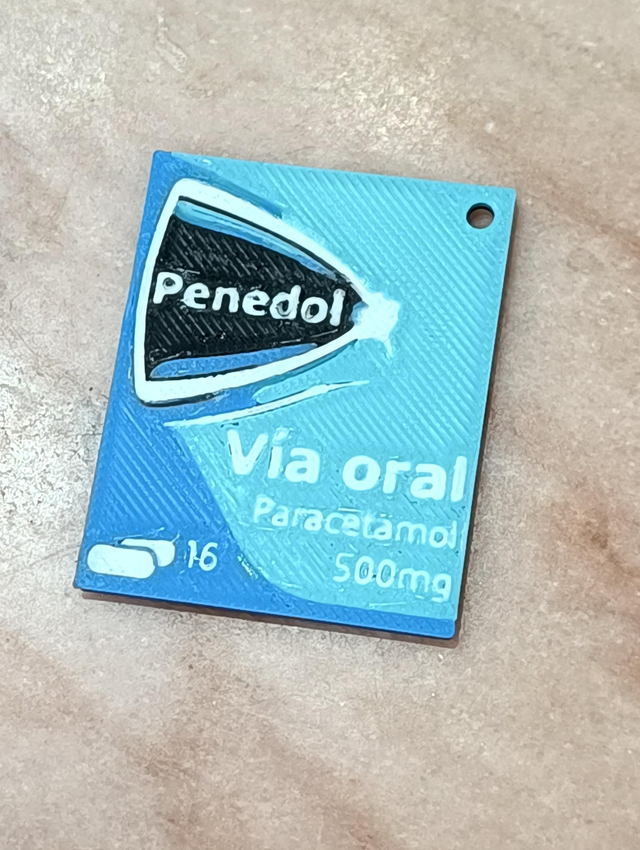 Penedol
Vía oral
Paracetamol
500mg
16